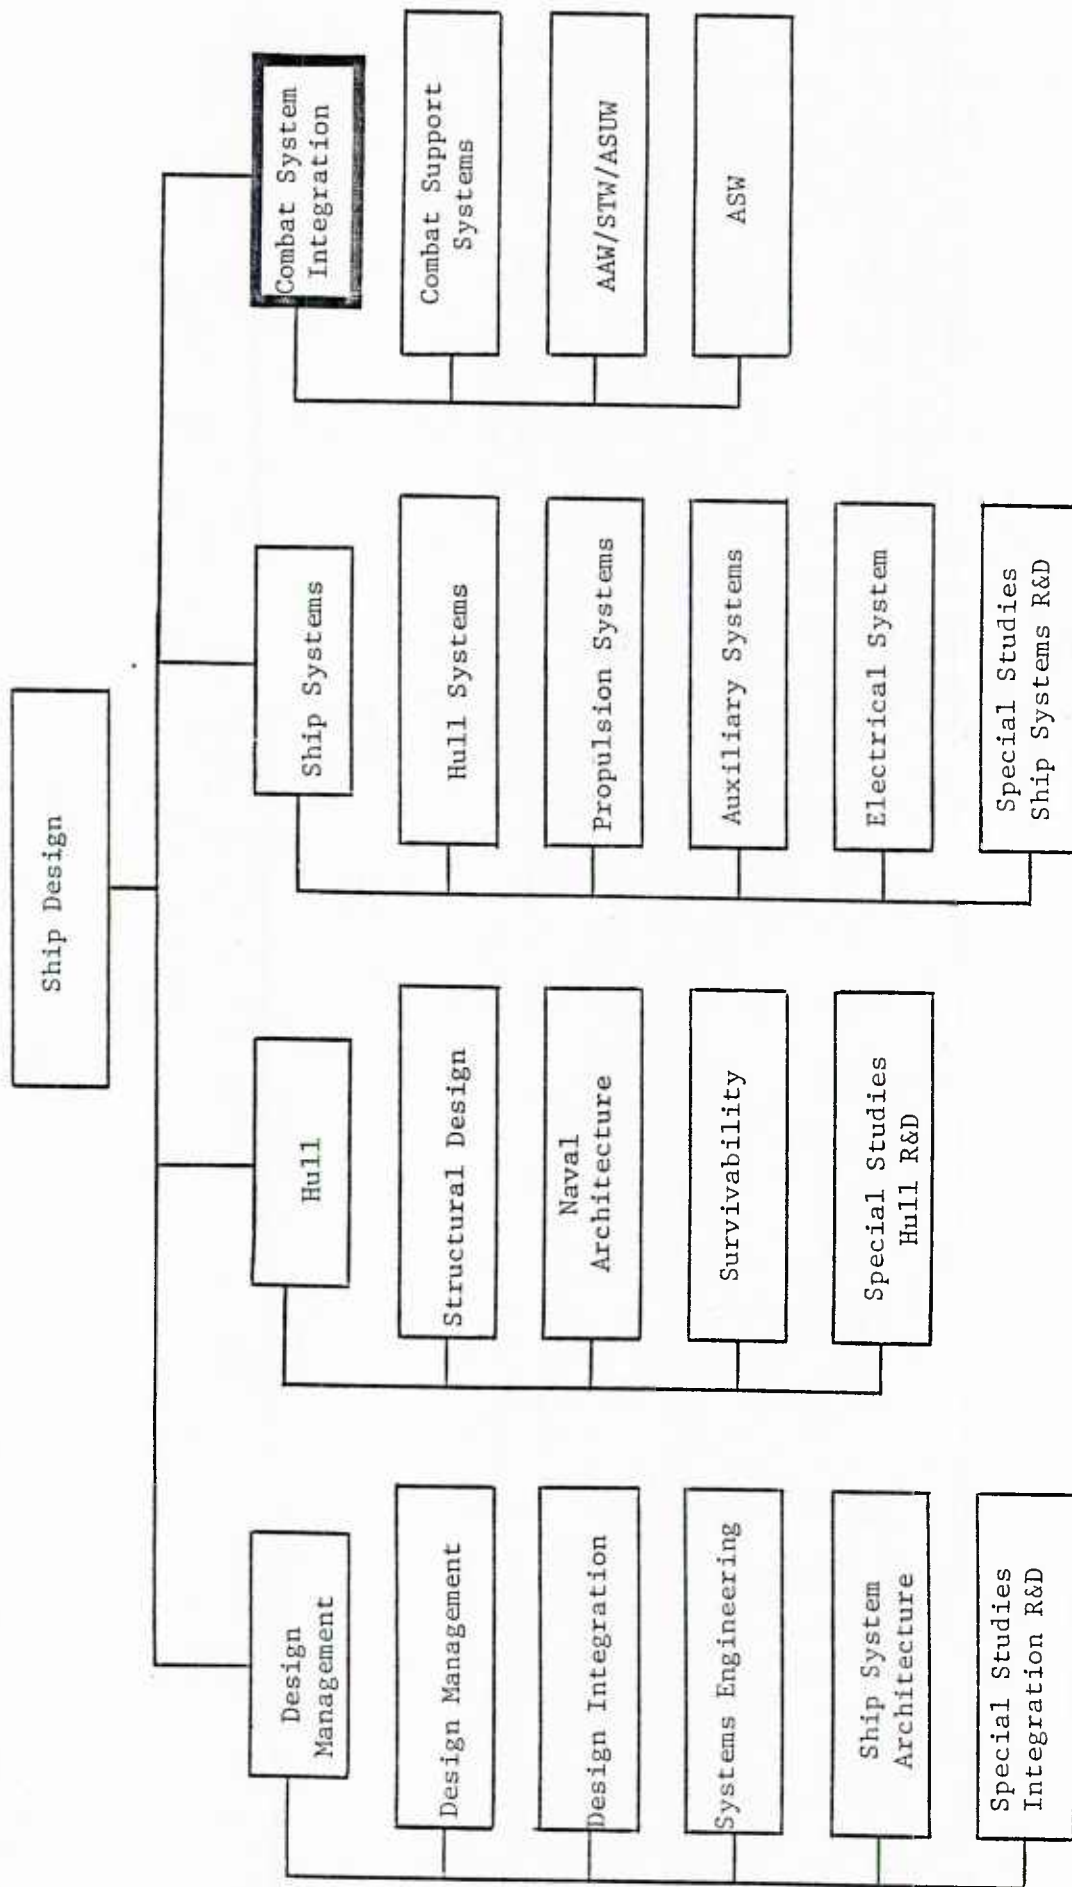 Ship Design
Design
Management
Design Management
Design Integration
Systems Engineering
Ship System
Architecture
Special Studies
Integration R&D
Hull
Structural Design
Naval
Architecture
Survivability
Special Studies
Hull R&D
Ship Systems
Hull Systems
Propulsion Systems
Auxiliary Systems
Electrical System
Special Studies
Ship Systems R&D
Combat System
Integration
Combat Support
Systems
AAW/STW/ASUW
ASW